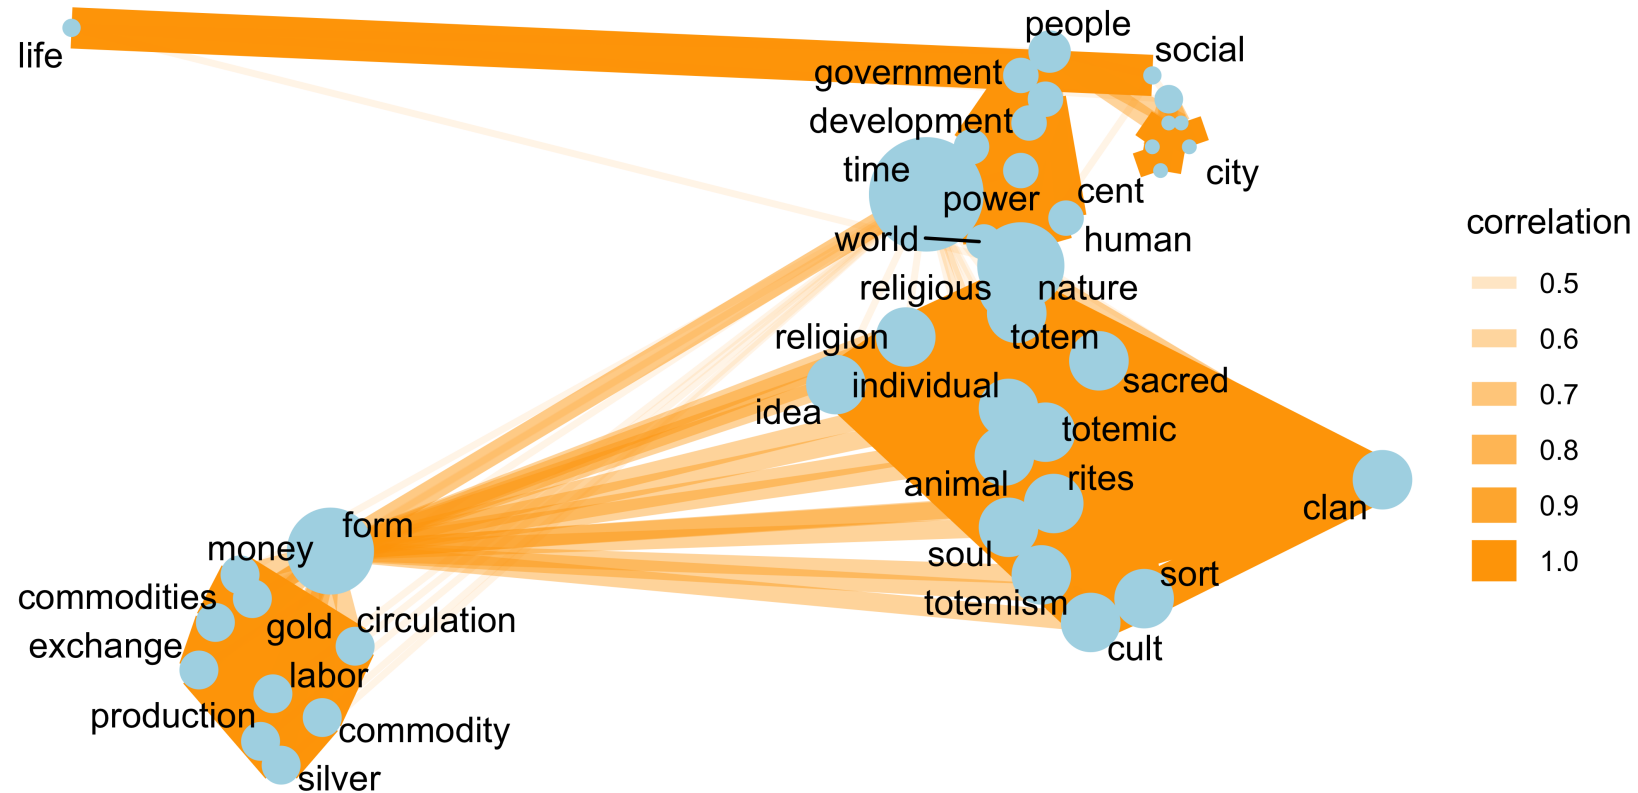 people
social
life
government
development
time
city
power
cent
world
human
religious
nature
religion
totem
individual
sacred
idea
totemic
animal
rites
clan
form
money
soul
sort
commodities
totemism
gold
circulation
exchange
cult
labor
production
commodity
silver
correlation
0.5
0.6
0.7
0.8
0.9
1.0